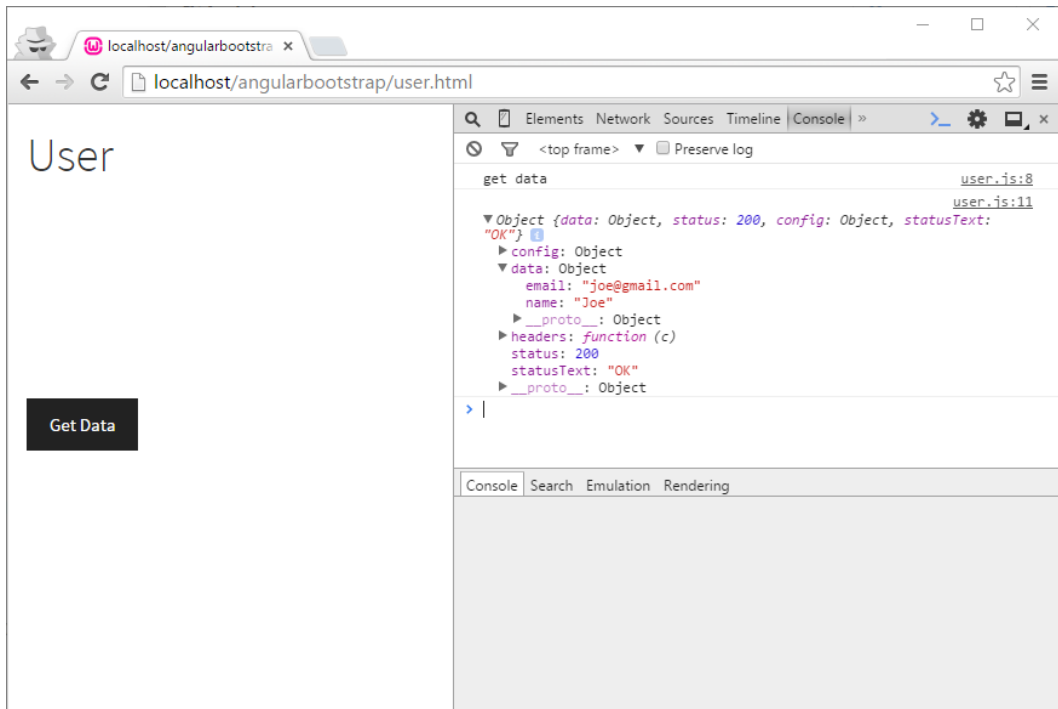 localhost/angularbootstra ×
localhost/angularbootstrap/user.html
User
Get Data
Elements Network Sources Timeline Console »
<top frame> ▼ Preserve log
get data user.js:8
user.js:11
▼Object {data: Object, status: 200, config: Object, statusText:
"OK"}
▶config: Object
▼data: Object
email: "joe@gmail.com"
name: "Joe"
▶__proto__: Object
▶headers: function (c)
status: 200
statusText: "OK"
▶__proto__: Object
>
Console Search Emulation Rendering